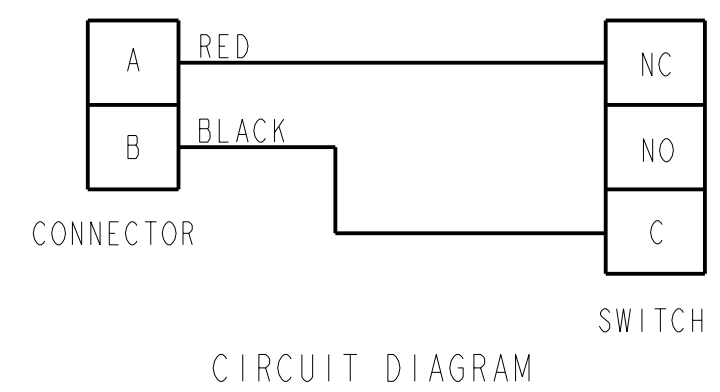 A
RED
NC
B
BLACK
NO
C
CONNECTOR
SWITCH
CIRCUIT DIAGRAM